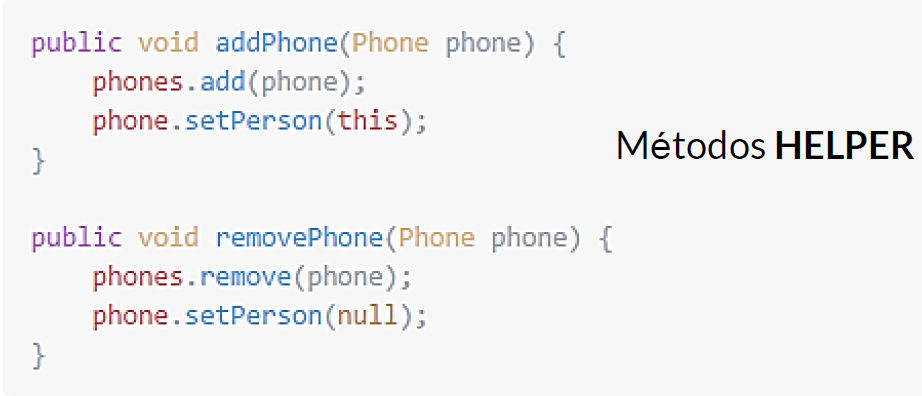 public void addPhone(Phone phone) {
    phones.add(phone);
    phone.setPerson(this);
}
Métodos HELPER
public void removePhone(Phone phone) {
    phones.remove(phone);
    phone.setPerson(null);
}